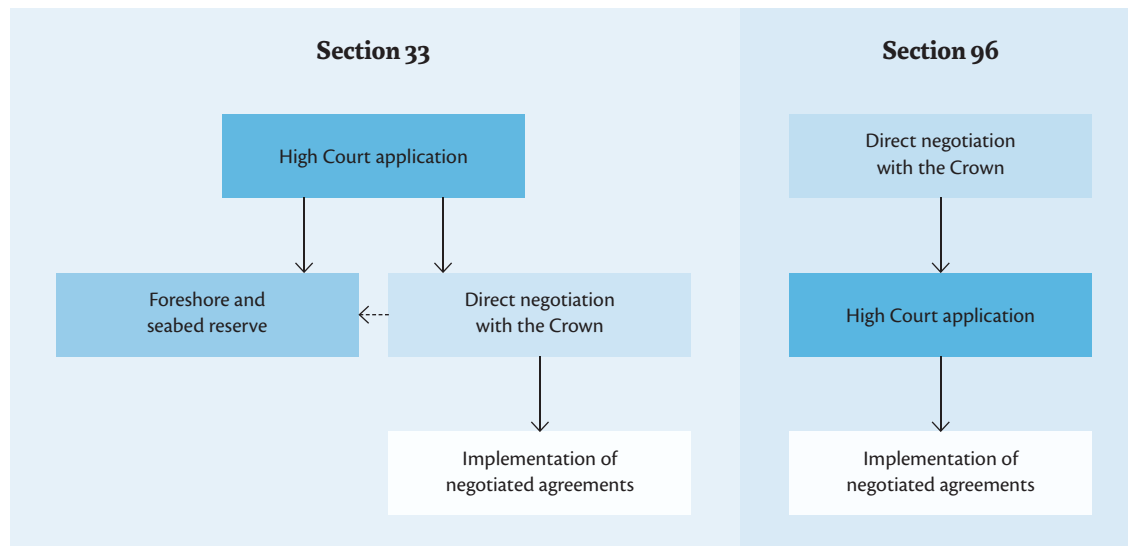 Section 33
High Court application
Foreshore and
seabed reserve
Direct negotiation
with the Crown
Implementation of
negotiated agreements
Section 96
Direct negotiation
with the Crown
High Court application
Implementation of
negotiated agreements